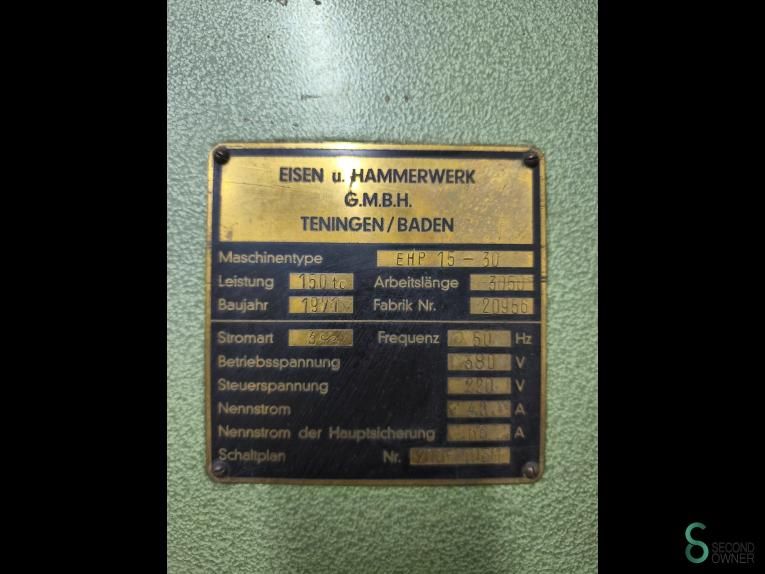 EISEN u. HAMMERWERK
G.M.B.H.
TENINGEN/BADEN
Maschinentype EHP 15-30
Leistung 150 to Arbeitslänge 3050
Baujahr 1971 Fabrik Nr. 20956
Stromart Frequenz 50 Hz
Betriebsspannung 380 V
Steuerspannung 220 V
Nennstrom A
Nennstrom der Hauptsicherung A
Schaltplan Nr.
SECOND
OWNER